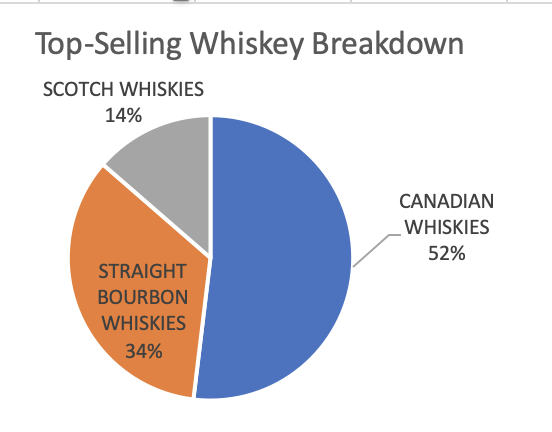 Top-Selling Whiskey Breakdown
SCOTCH WHISKIES
14%
CANADIAN
WHISKIES
52%
STRAIGHT
BOURBON
WHISKIES
34%